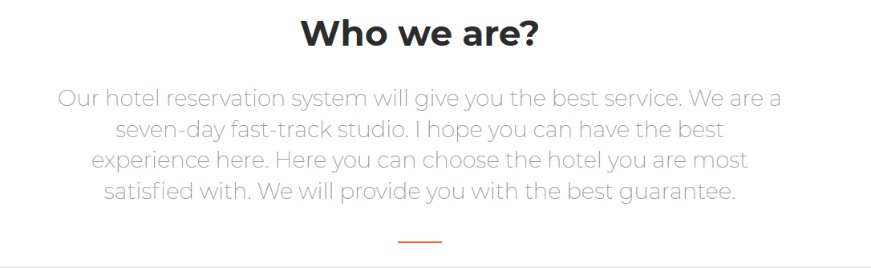 Who we are?
Our hotel reservation system will give you the best service. We are a
seven-day fast-track studio. I hope you can have the best
experience here. Here you can choose the hotel you are most
satisfied with. We will provide you with the best guarantee.